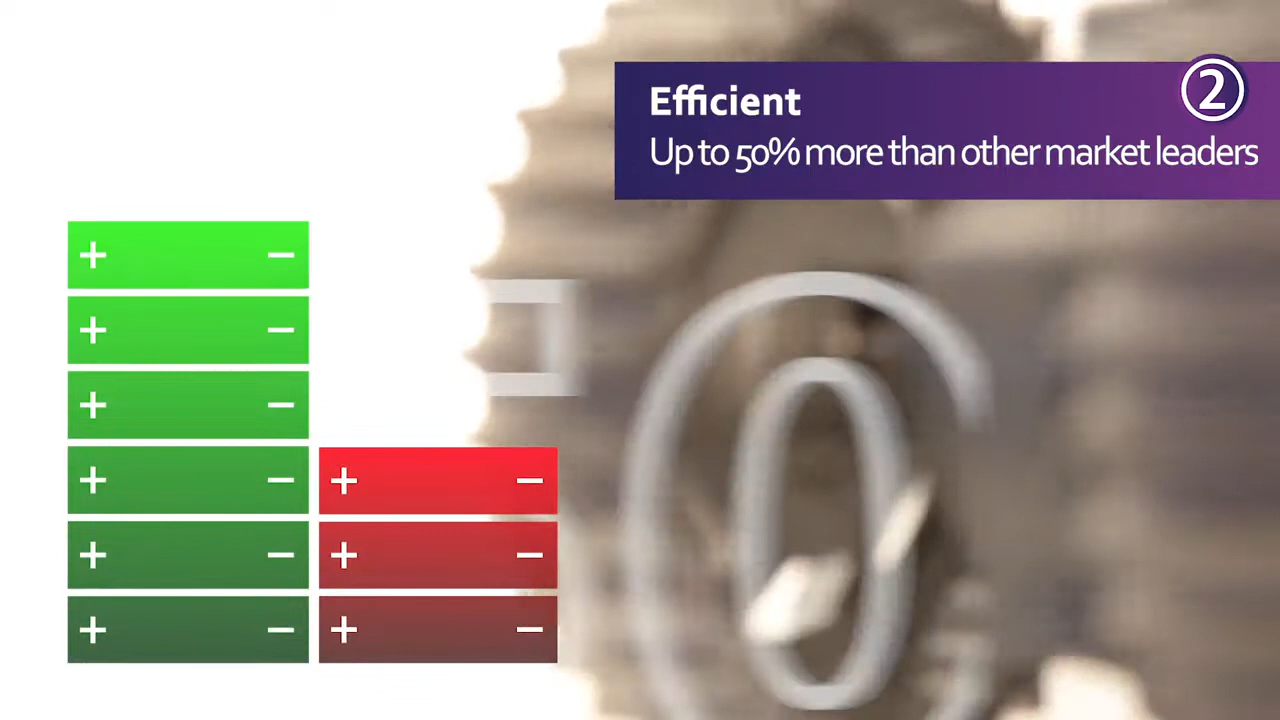 2
Efficient
Up to 50% more than other market leaders
+ −
+ −
+ −
+ − + −
+ − + −
+ − + −